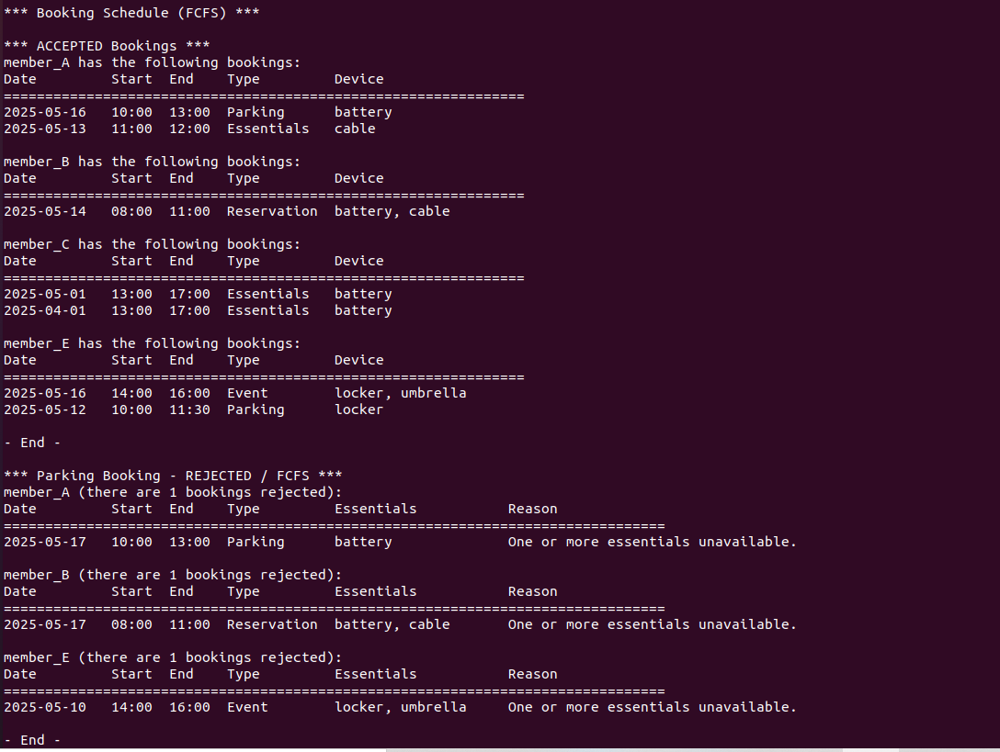 *** Booking Schedule (FCFS) ***
*** ACCEPTED Bookings ***
member_A has the following bookings:
Date         Start  End    Type         Device
===============================================================
2025-05-16   10:00  13:00  Parking      battery
2025-05-13   11:00  12:00  Essentials   cable
member_B has the following bookings:
Date         Start  End    Type         Device
===============================================================
2025-05-14   08:00  11:00  Reservation  battery, cable
member_C has the following bookings:
Date         Start  End    Type         Device
===============================================================
2025-05-01   13:00  17:00  Essentials   battery
2025-04-01   13:00  17:00  Essentials   battery
member_E has the following bookings:
Date         Start  End    Type         Device
===============================================================
2025-05-16   14:00  16:00  Event        locker, umbrella
2025-05-12   10:00  11:30  Parking      locker
- End -
*** Parking Booking - REJECTED / FCFS ***
member_A (there are 1 bookings rejected):
Date         Start  End    Type         Essentials           Reason
================================================================================
2025-05-17   10:00  13:00  Parking      battery              One or more essentials unavailable.
member_B (there are 1 bookings rejected):
Date         Start  End    Type         Essentials           Reason
================================================================================
2025-05-17   08:00  11:00  Reservation  battery, cable       One or more essentials unavailable.
member_E (there are 1 bookings rejected):
Date         Start  End    Type         Essentials           Reason
================================================================================
2025-05-10   14:00  16:00  Event        locker, umbrella     One or more essentials unavailable.
- End -